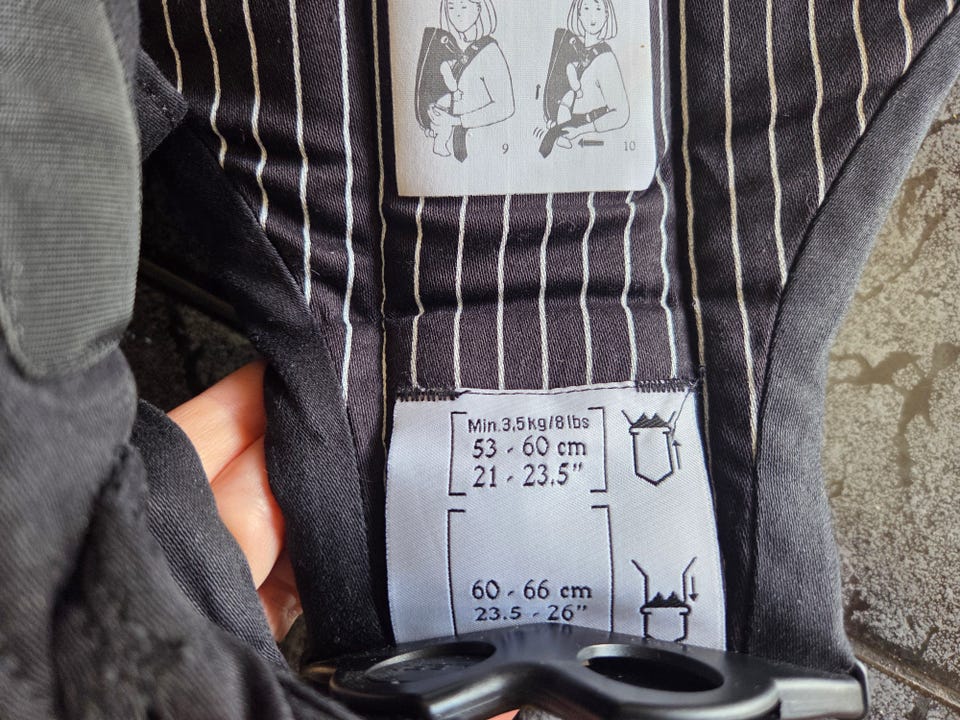 9 10
Min.3,5kg/8lbs
53 - 60 cm
21 - 23,5"
60 - 66 cm
23.5 - 26"